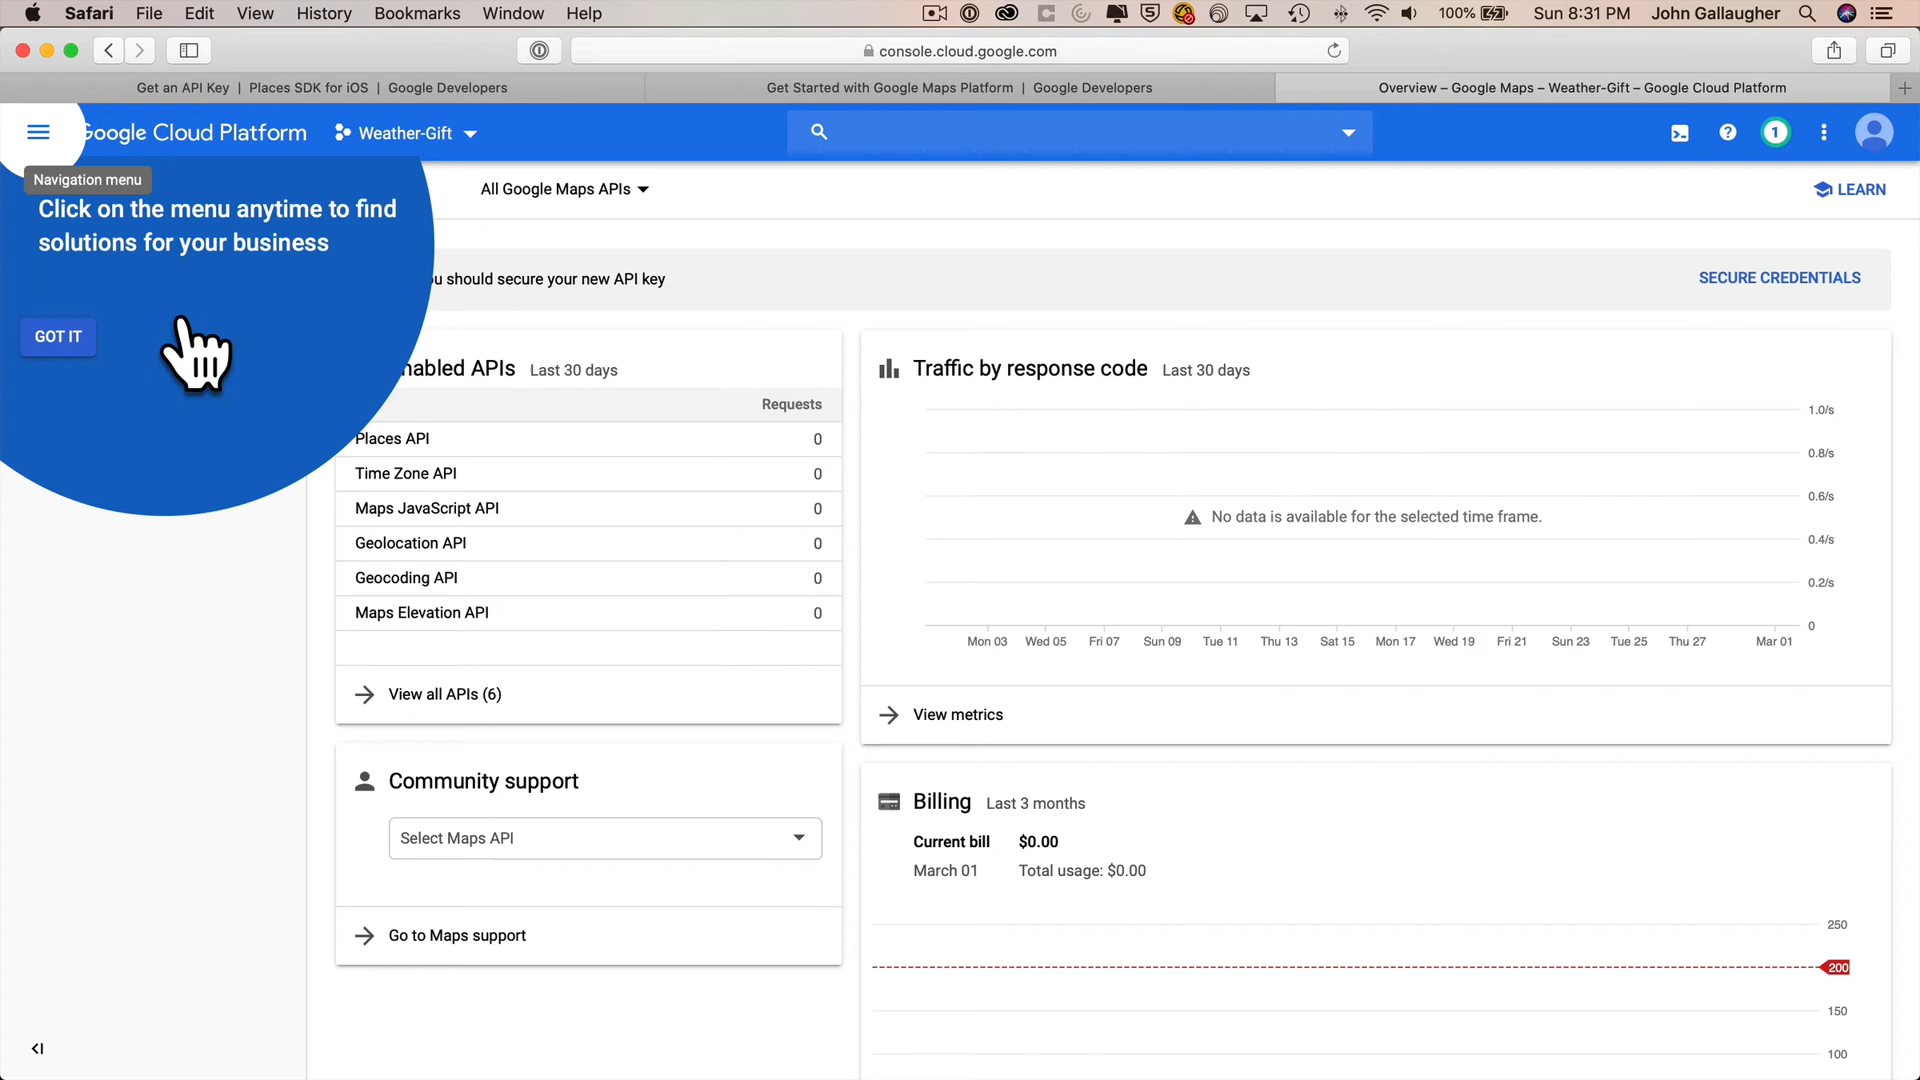 Safari File Edit View History Bookmarks Window Help 100% Sun 8:31 PM John Gallaugher
console.cloud.google.com
Get an API Key | Places SDK for iOS | Google Developers
Get Started with Google Maps Platform | Google Developers
Overview – Google Maps – Weather-Gift – Google Cloud Platform
Google Cloud Platform Weather-Gift 1
Navigation menu
All Google Maps APIs LEARN
Click on the menu anytime to find
solutions for your business
should secure your new API key SECURE CREDENTIALS
GOT IT
APIs Last 30 days
Requests
Places API 0
Time Zone API 0
Maps JavaScript API 0
Geolocation API 0
Geocoding API 0
Maps Elevation API 0
View all APIs (6)
Traffic by response code Last 30 days
1.0/s
0.8/s
0.6/s
No data is available for the selected time frame.
0.4/s
0.2/s
0
Mon 03 Wed 05 Fri 07 Sun 09 Tue 11 Thu 13 Sat 15 Mon 17 Wed 19 Fri 21 Sun 23 Tue 25 Thu 27 Mar 01
View metrics
Community support
Select Maps API
Go to Maps support
Billing Last 3 months
Current bill $0.00
March 01 Total usage: $0.00
250
200
150
100